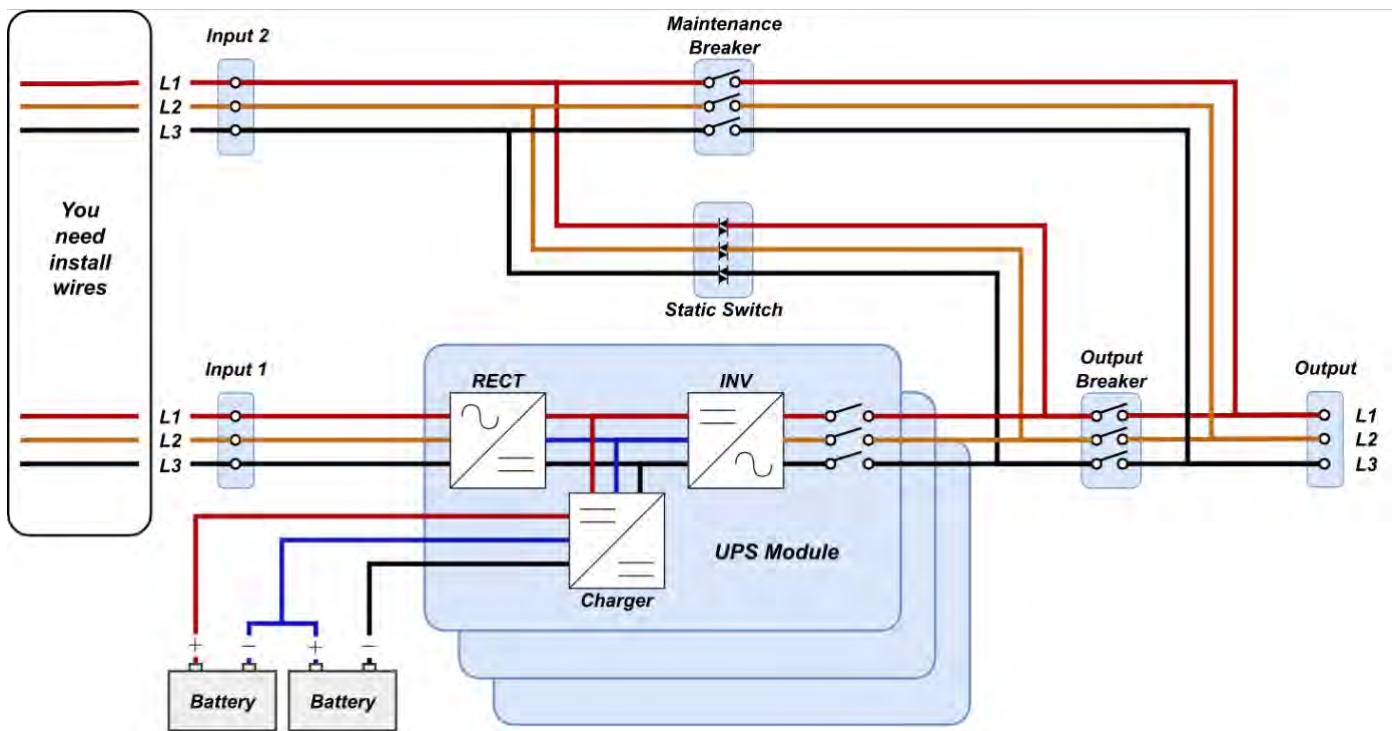 Input 2
Maintenance
Breaker
L1
L2
L3
You
need
install
wires
Static Switch
Input 1
RECT
INV
Output
Breaker
Output
L1
L2
L3
L1
L2
L3
UPS Module
Charger
+
−
+
−
Battery
Battery